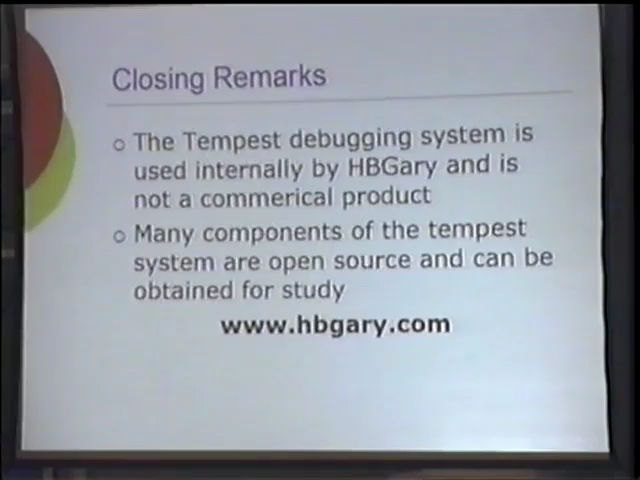 Closing Remarks
The Tempest debugging system is
used internally by HBGary and is
not a commerical product
Many components of the tempest
system are open source and can be
obtained for study
www.hbgary.com